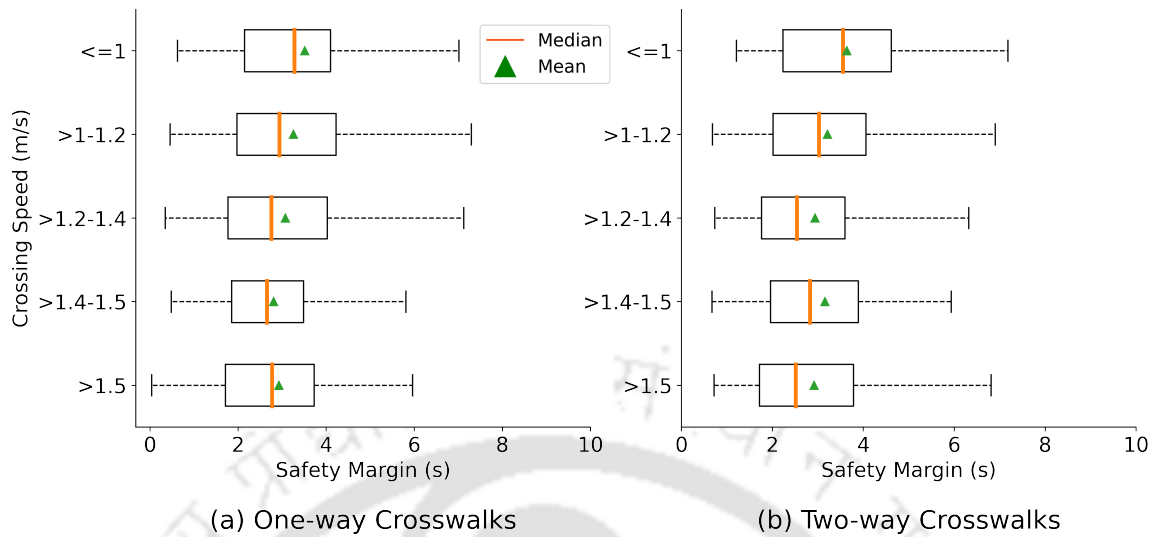 Crossing Speed (m/s)
<=1
>1-1.2
>1.2-1.4
>1.4-1.5
>1.5
0 2 4 6 8 10
Safety Margin (s)
(a) One-way Crosswalks
Median
Mean
<=1
>1-1.2
>1.2-1.4
>1.4-1.5
>1.5
0 2 4 6 8 10
Safety Margin (s)
(b) Two-way Crosswalks